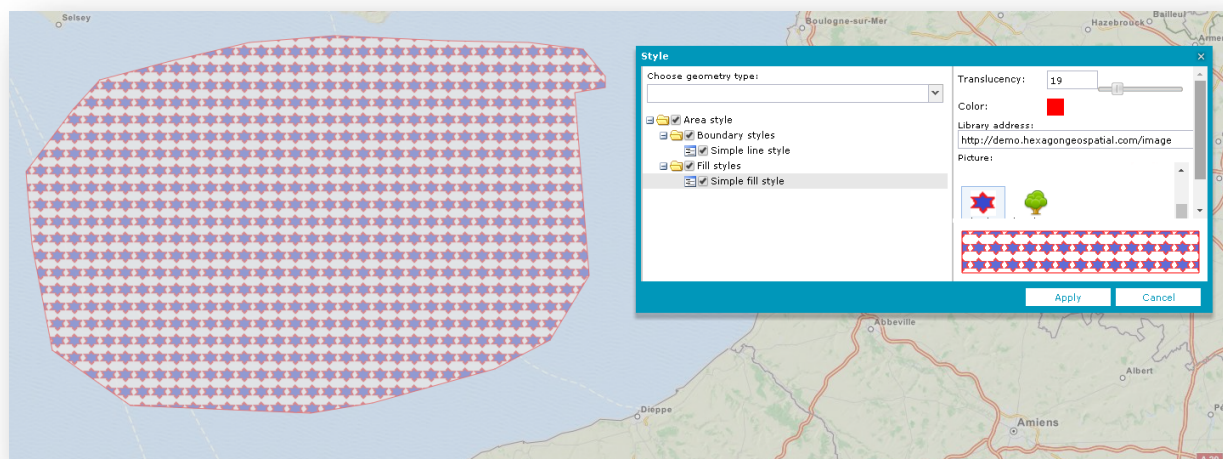 Selsey
Boulogne-sur-Mer
Hazebrouck
Bailleul
Style
Choose geometry type:
Area style
Boundary styles
Simple line style
Fill styles
Simple fill style
Translucency:
19
Color:
Library address:
http://demo.hexagongeospatial.com/image
Picture:
Apply
Cancel
Abbeville
Albert
Dieppe
Amiens